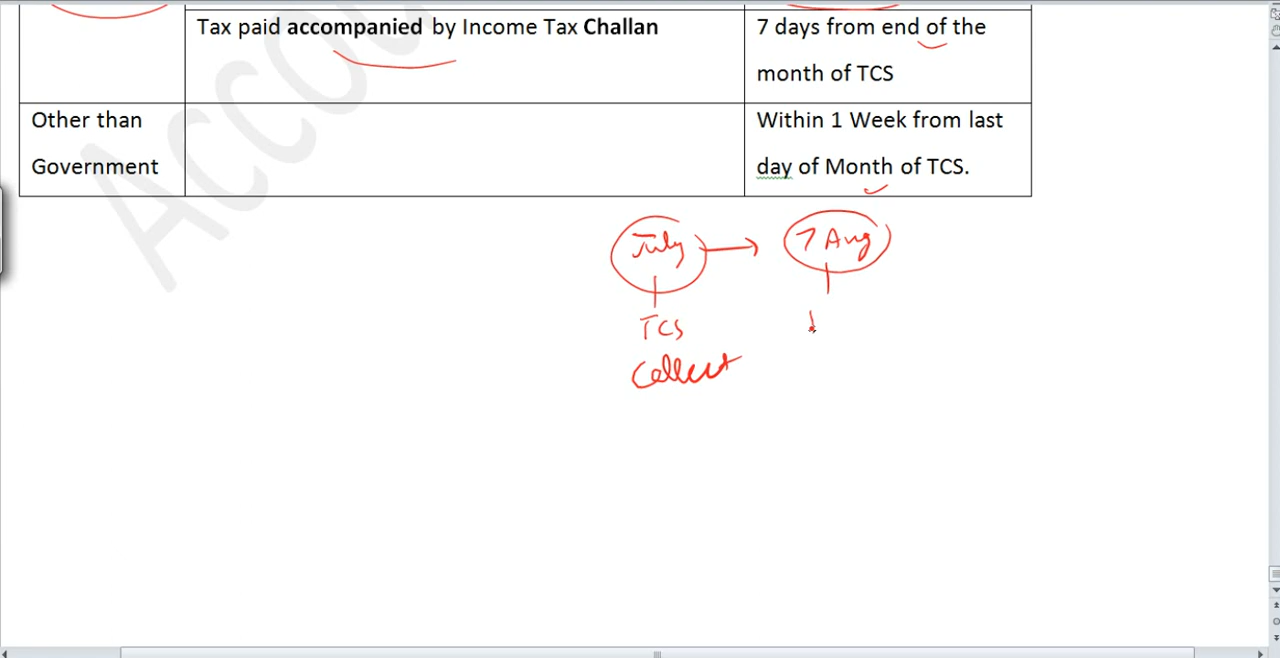 Tax paid accompanied by Income Tax Challan
7 days from end of the
month of TCS
Other than
Government
Within 1 Week from last
day of Month of TCS.
July
7 Aug
TCS
Collect